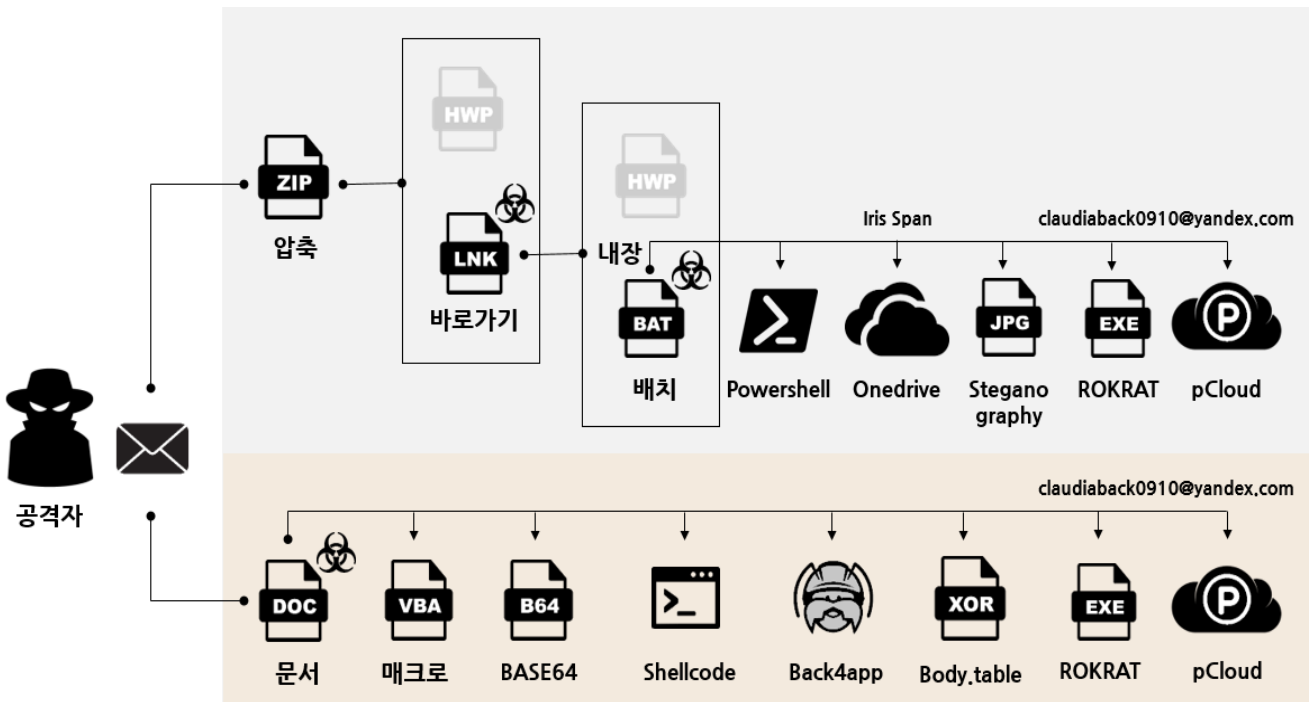 HWP
ZIP
압축
LNK
바로가기
HWP
내장
BAT
배치
Iris Span
claudiaback0910@yandex.com
JPG
EXE
P
Powershell
Onedrive
Stegano
graphy
ROKRAT
pCloud
공격자
claudiaback0910@yandex.com
DOC
VBA
B64
XOR
EXE
P
문서
매크로
BASE64
Shellcode
Back4app
Body.table
ROKRAT
pCloud